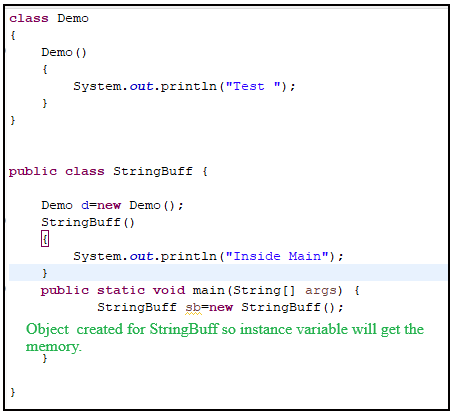 class Demo
{
    Demo()
    {
        System.out.println("Test ");
    }
}
public class StringBuff {
    Demo d=new Demo();
    StringBuff()
    {
        System.out.println("Inside Main");
    }
    public static void main(String[] args) {
           StringBuff sb=new StringBuff();
Object  created for StringBuff so instance variable will get the
memory.
    }
}